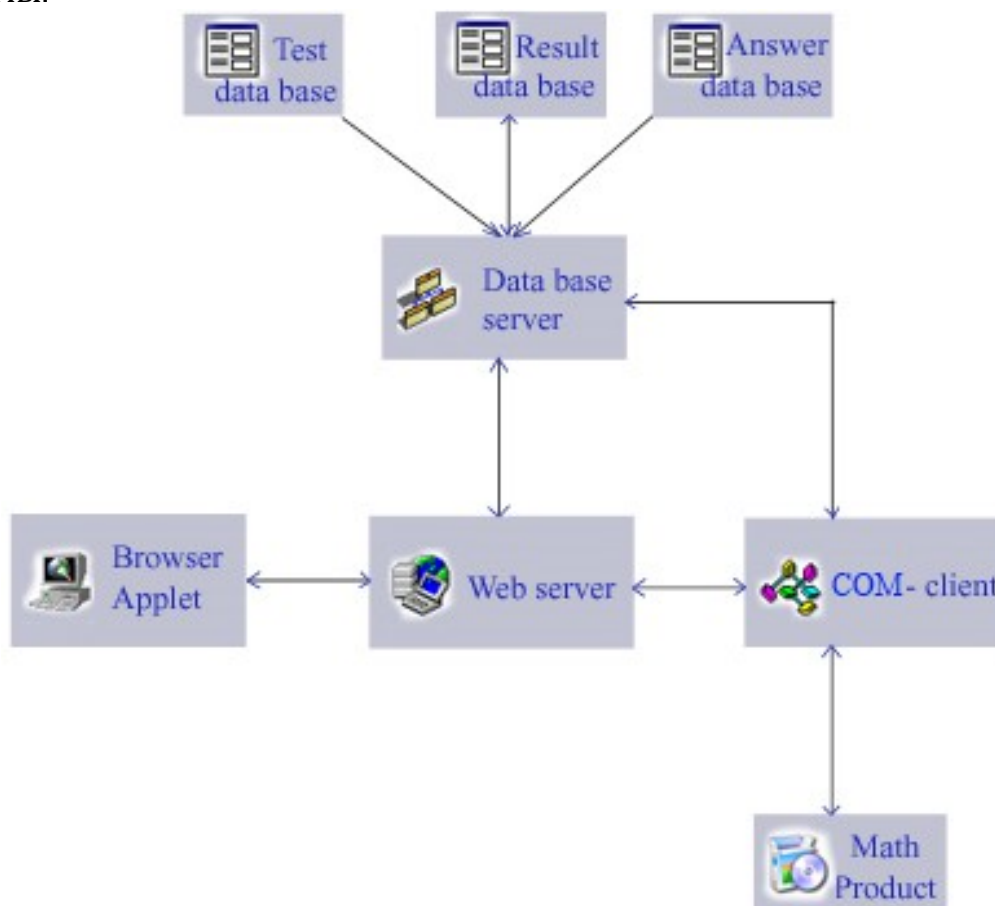 Test
data base
Result
data base
Answer
data base
Data base
server
Browser
Applet
Web server
COM- client
Math
Product